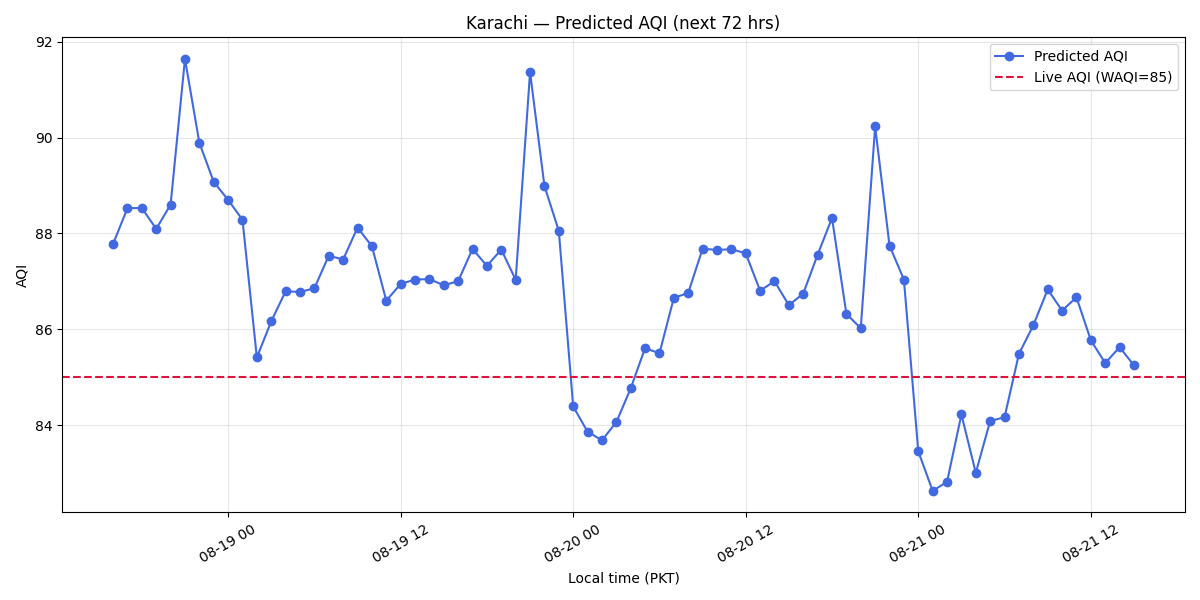 Karachi — Predicted AQI (next 72 hrs)
Predicted AQI
Live AQI (WAQI=85)
92
90
88
86
84
AQI
08-19 00
08-19 12
08-20 00
08-20 12
08-21 00
08-21 12
Local time (PKT)